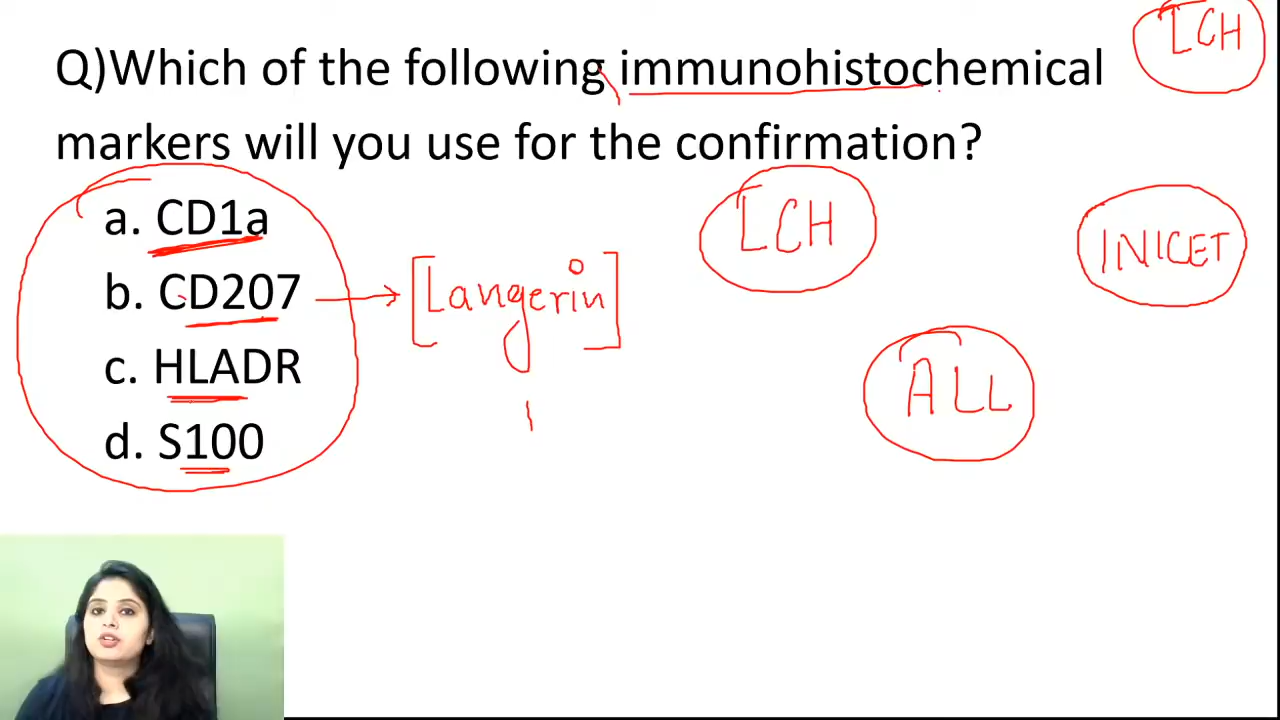 LCH
Q)Which of the following immunohistochemical
markers will you use for the confirmation?
a. CD1a
LCH
INICET
b. CD207
[Langerin]
c. HLADR
ALL
d. S100